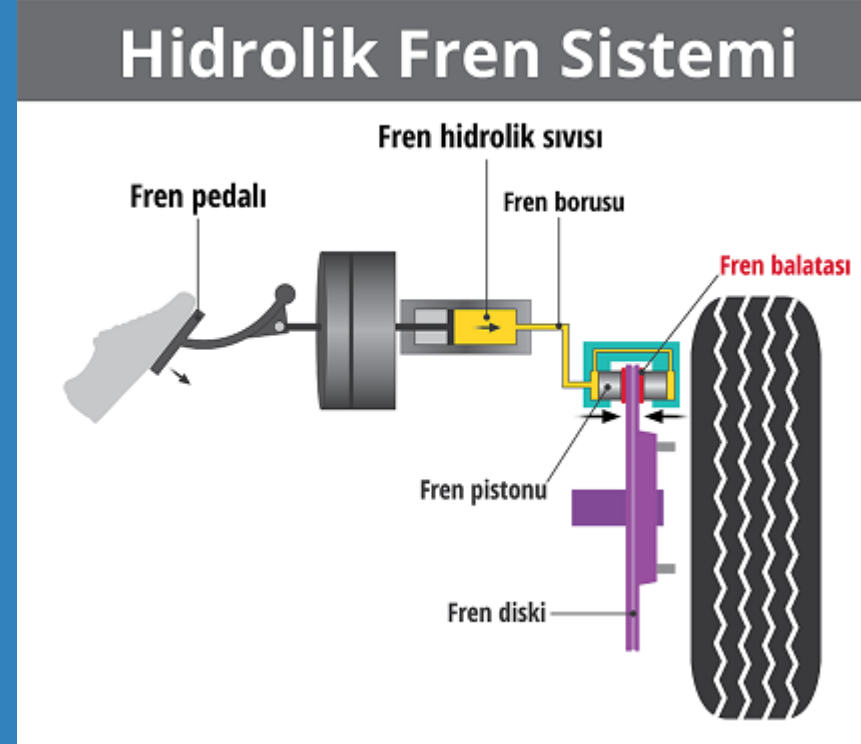 Hidrolik Fren Sistemi
Fren hidrolik sıvısı
Fren pedalı
Fren borusu
Fren balatası
Fren pistonu
Fren diski